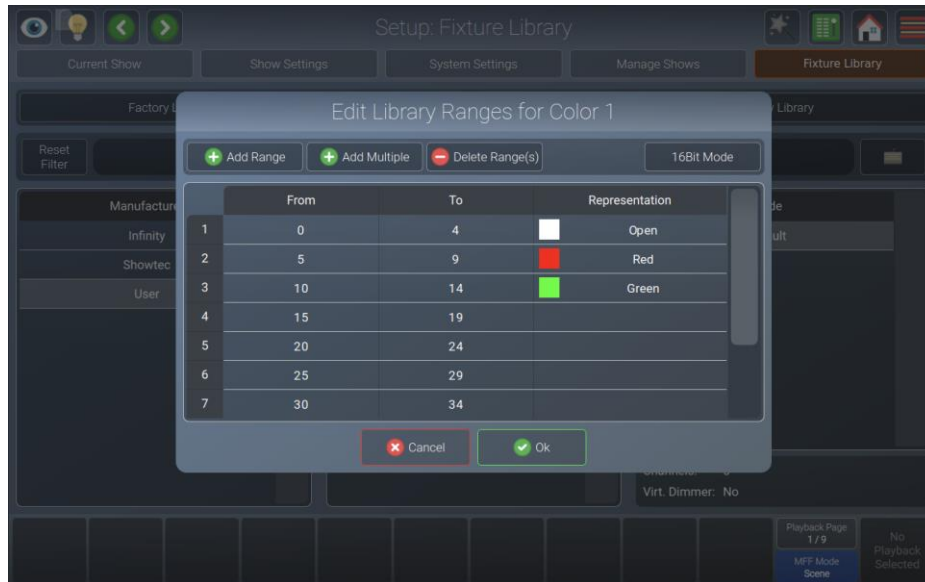 Setup: Fixture Library
Current Show Show Settings System Settings Manage Shows Fixture Library
Factory Library
Edit Library Ranges for Color 1
Reset Filter
Add Range Add Multiple Delete Range(s) 16Bit Mode
Manufacture
From To Representation
Infinity
1 0 4 Open
Showtec
2 5 9 Red
User
3 10 14 Green
4 15 19
5 20 24
6 25 29
7 30 34
Cancel Ok
Virt. Dimmer: No
Playback Page
1 / 9
MFF Mode
Scene
No
Playback
Selected